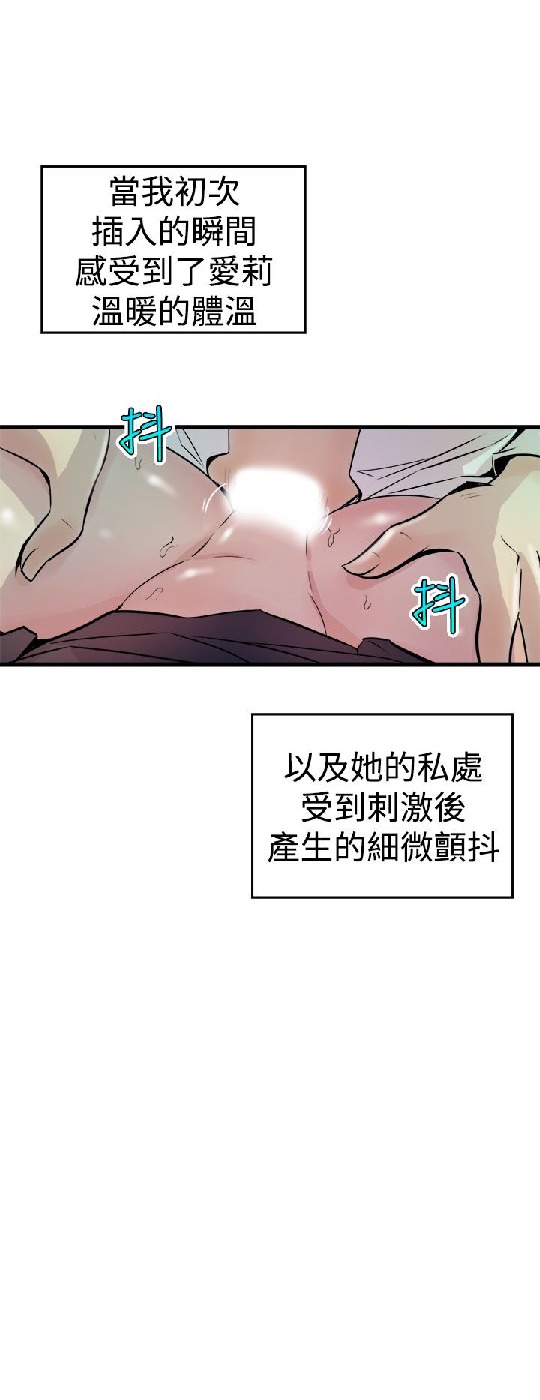 當我初次
插入的瞬間
感受到了愛莉
溫暖的體溫
抖
抖
以及她的私處
受到刺激後
產生的細微顫抖